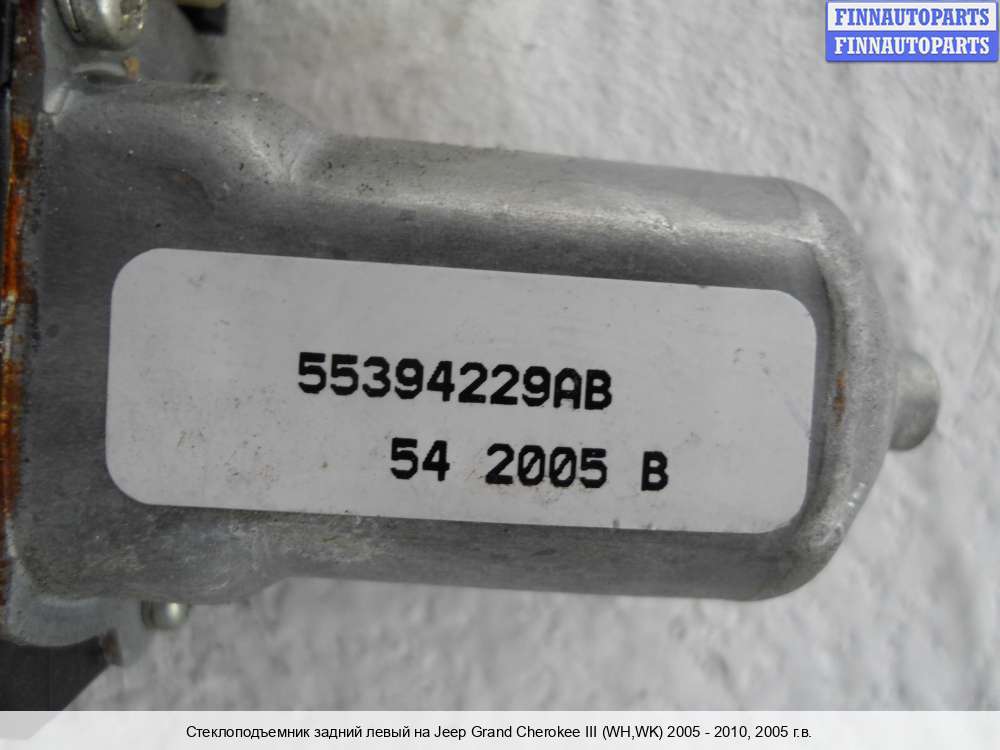 FINNAUTOPARTS
FINNAUTOPARTS
55394229AB
54 2005 B
Стеклоподъемник задний левый на Jeep Grand Cherokee III (WH,WK) 2005 - 2010, 2005 г.в.